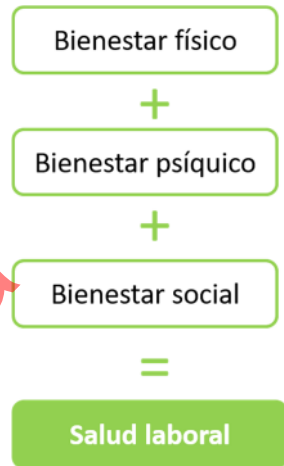 Bienestar físico
+
Bienestar psíquico
+
Bienestar social
=
Salud laboral